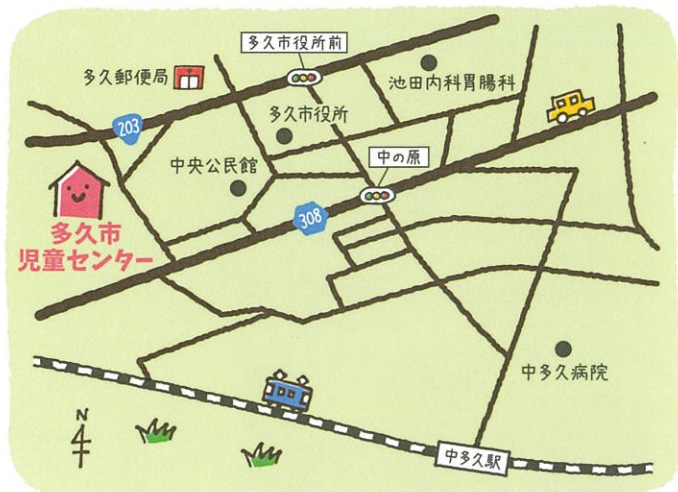 多久市役所前
多久郵便局
池田内科胃腸科
203
多久市役所
中の原
中央公民館
308
多久市
児童センター
中多久病院
N
中多久駅